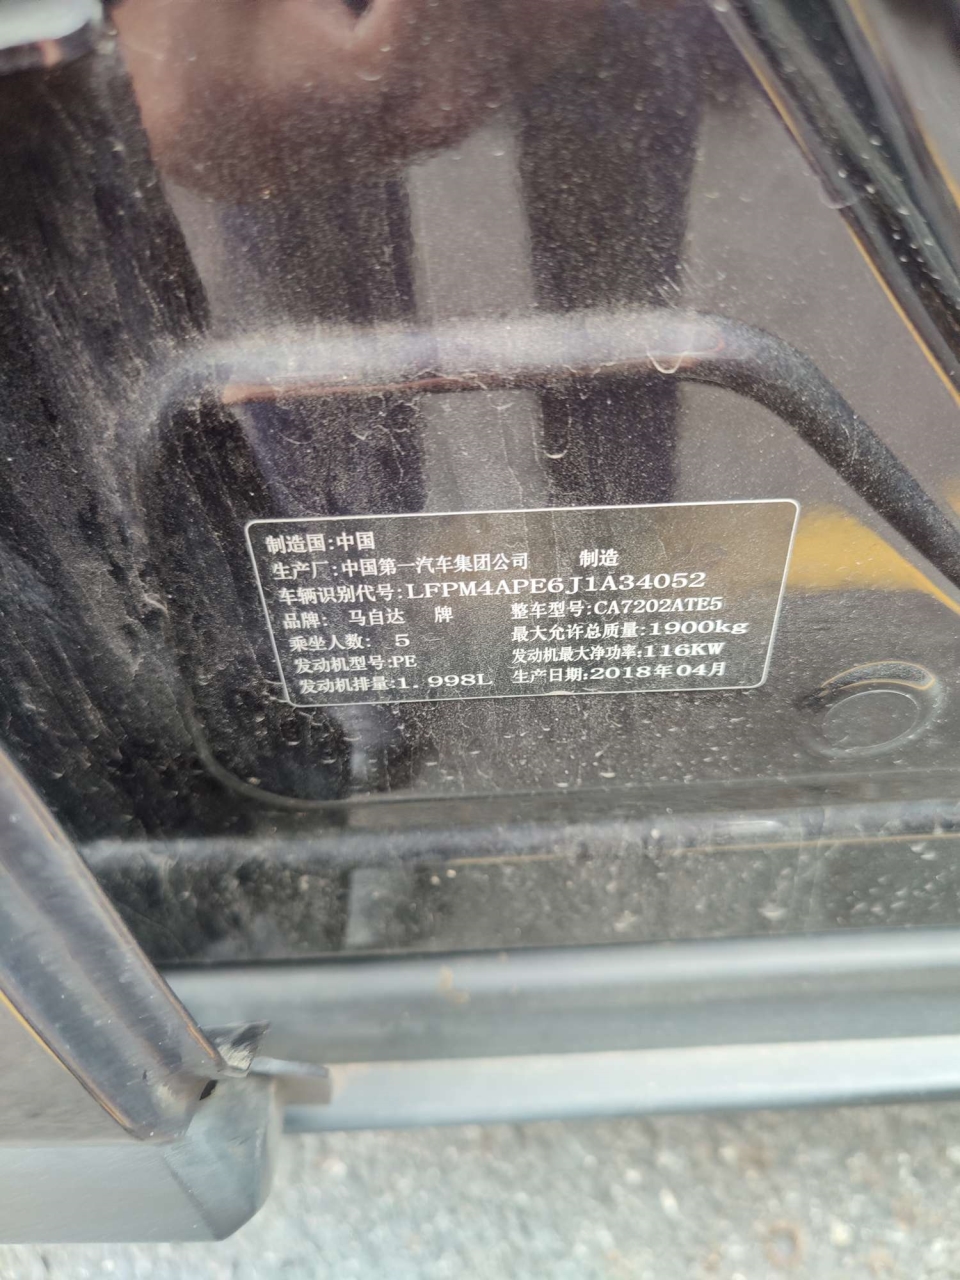 制造国:中国
生产厂:中国第一汽车集团公司 制造
车辆识别代号:LFPM4APE6J1A34052
品牌: 马自达 牌 整车型号:CA7202ATE5
乘坐人数: 5 最大允许总质量:1900kg
发动机型号:PE 发动机最大净功率:116KW
发动机排量:1.998L 生产日期:2018年04月